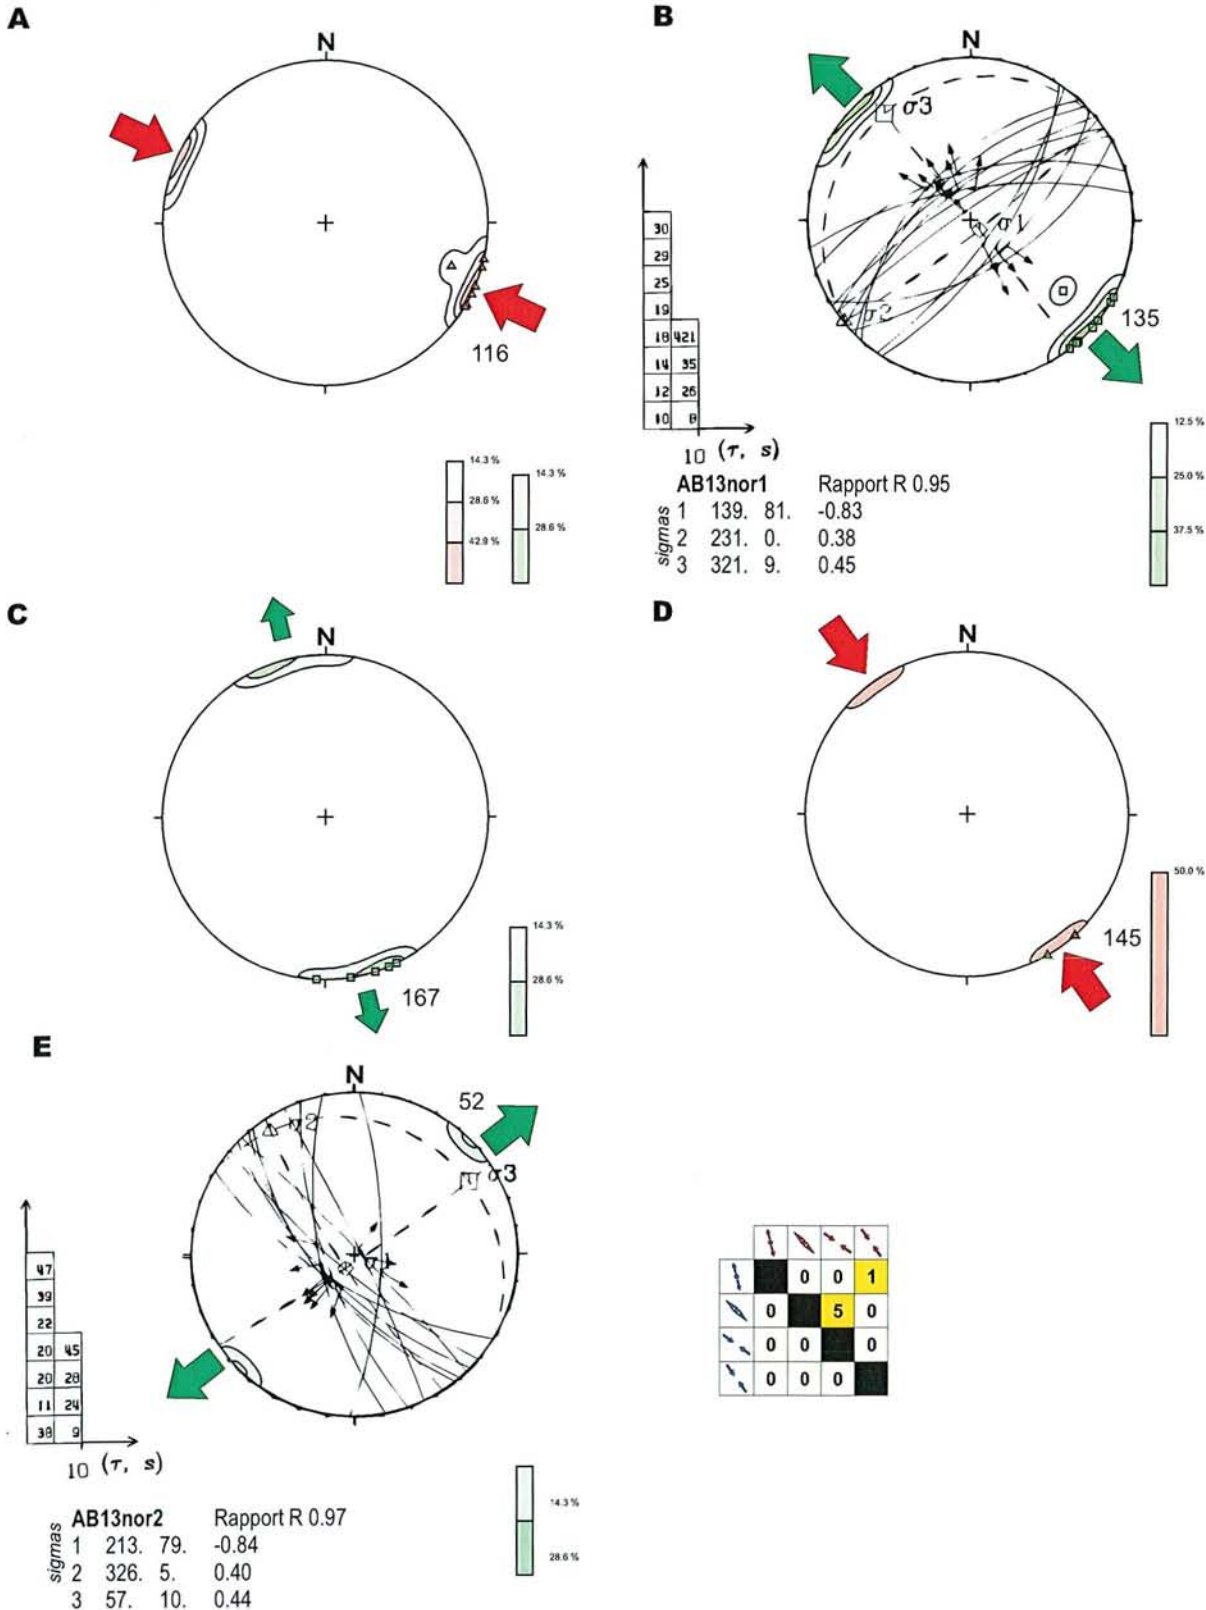 A
N
116
14.3 %
28.6 %
42.9 %
14.3 %
28.6 %
B
N
σ3
σ1
σ2
135
30
29
25
19
18 421
14 35
12 26
10 8
10 (τ, s)
12.5 %
25.0 %
37.5 %
AB13nor1 Rapport R 0.95
sigmas
1 139. 81. -0.83
2 231. 0. 0.38
3 321. 9. 0.45
C
N
167
14.3 %
28.6 %
D
N
145
50.0 %
E
N
52
σ2
σ3
σ1
47
39
22
20 45
20 28
11 24
38 9
10 (τ, s)
14.3 %
28.6 %
AB13nor2 Rapport R 0.97
sigmas
1 213. 79. -0.84
2 326. 5. 0.40
3 57. 10. 0.44
0 0 1
0 5 0
0 0 0
0 0 0